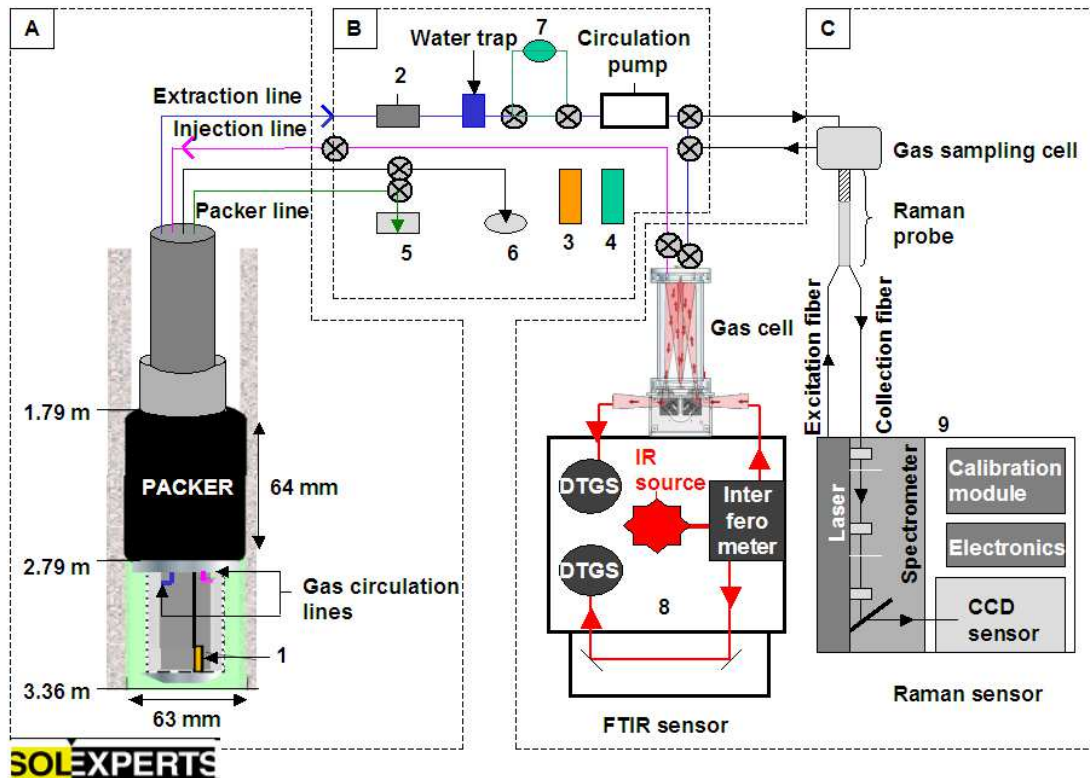 A
B
C
7
Water trap
Circulation
pump
2
Extraction line
Injection line
Gas sampling cell
Packer line
Raman
probe
5
6
3
4
Gas cell
Excitation fiber
Collection fiber
1.79 m
PACKER
64 mm
9
IR
source
DTGS
Inter
fero
meter
Laser
Spectrometer
Calibration
module
2.79 m
Electronics
Gas circulation
lines
DTGS
8
CCD
sensor
1
3.36 m
63 mm
FTIR sensor
Raman sensor
SOLEXPERTS